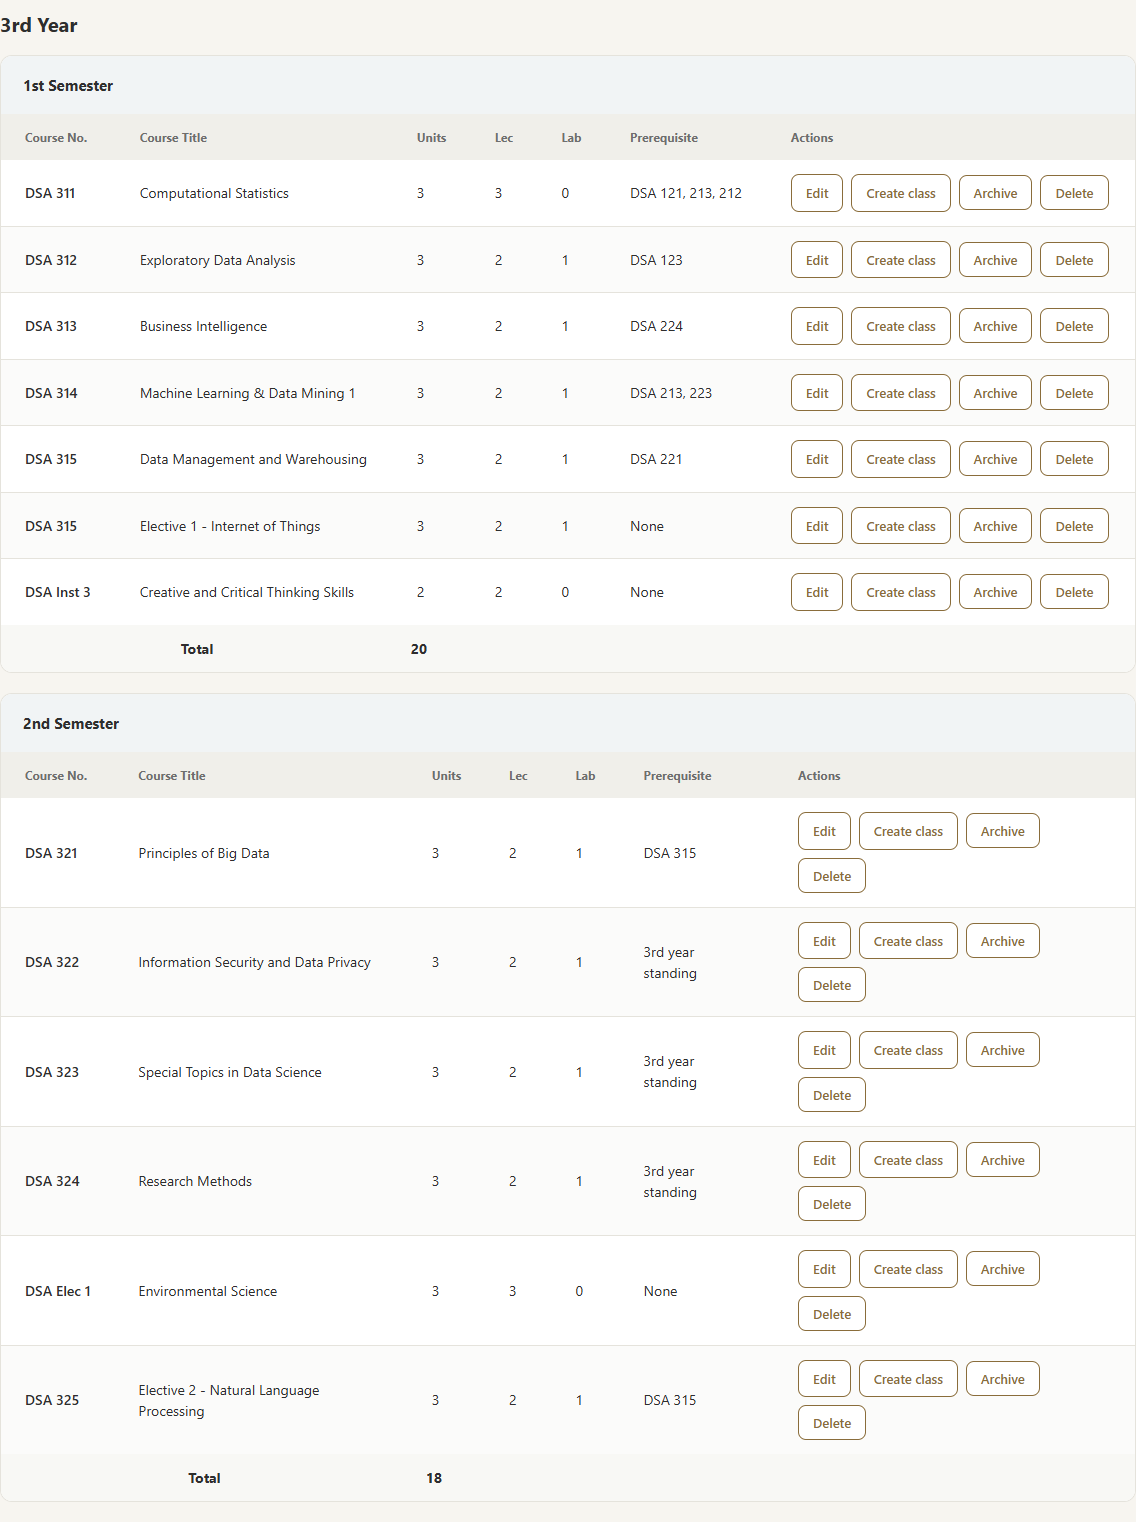 3rd Year
1st Semester
Course No. Course Title Units Lec Lab Prerequisite Actions
DSA 311 Computational Statistics 3 3 0 DSA 121, 213, 212 Edit Create class Archive Delete
DSA 312 Exploratory Data Analysis 3 2 1 DSA 123 Edit Create class Archive Delete
DSA 313 Business Intelligence 3 2 1 DSA 224 Edit Create class Archive Delete
DSA 314 Machine Learning & Data Mining 1 3 2 1 DSA 213, 223 Edit Create class Archive Delete
DSA 315 Data Management and Warehousing 3 2 1 DSA 221 Edit Create class Archive Delete
DSA 315 Elective 1 - Internet of Things 3 2 1 None Edit Create class Archive Delete
DSA Inst 3 Creative and Critical Thinking Skills 2 2 0 None Edit Create class Archive Delete
Total 20
2nd Semester
Course No. Course Title Units Lec Lab Prerequisite Actions
DSA 321 Principles of Big Data 3 2 1 DSA 315 Edit Create class Archive
Delete
DSA 322 Information Security and Data Privacy 3 2 1 3rd year
standing Edit Create class Archive
Delete
DSA 323 Special Topics in Data Science 3 2 1 3rd year
standing Edit Create class Archive
Delete
DSA 324 Research Methods 3 2 1 3rd year
standing Edit Create class Archive
Delete
DSA Elec 1 Environmental Science 3 3 0 None Edit Create class Archive
Delete
DSA 325 Elective 2 - Natural Language
Processing 3 2 1 DSA 315 Edit Create class Archive
Delete
Total 18